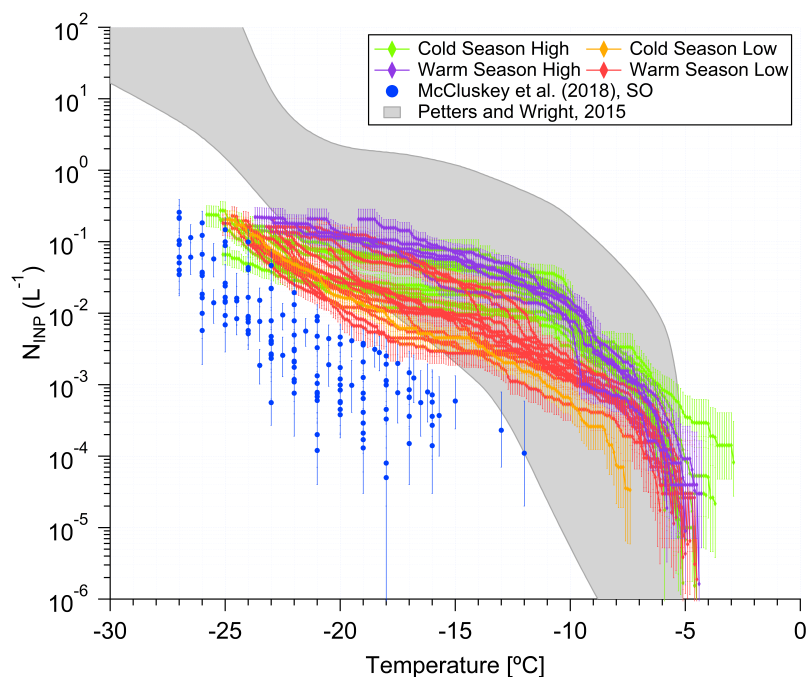 Cold Season High Cold Season Low
Warm Season High Warm Season Low
McCluskey et al. (2018), SO
Petters and Wright, 2015
10^2
10^1
10^0
10^-1
10^-2
10^-3
10^-4
10^-5
10^-6
N_INP (L^-1)
-30 -25 -20 -15 -10 -5 0
Temperature [ºC]